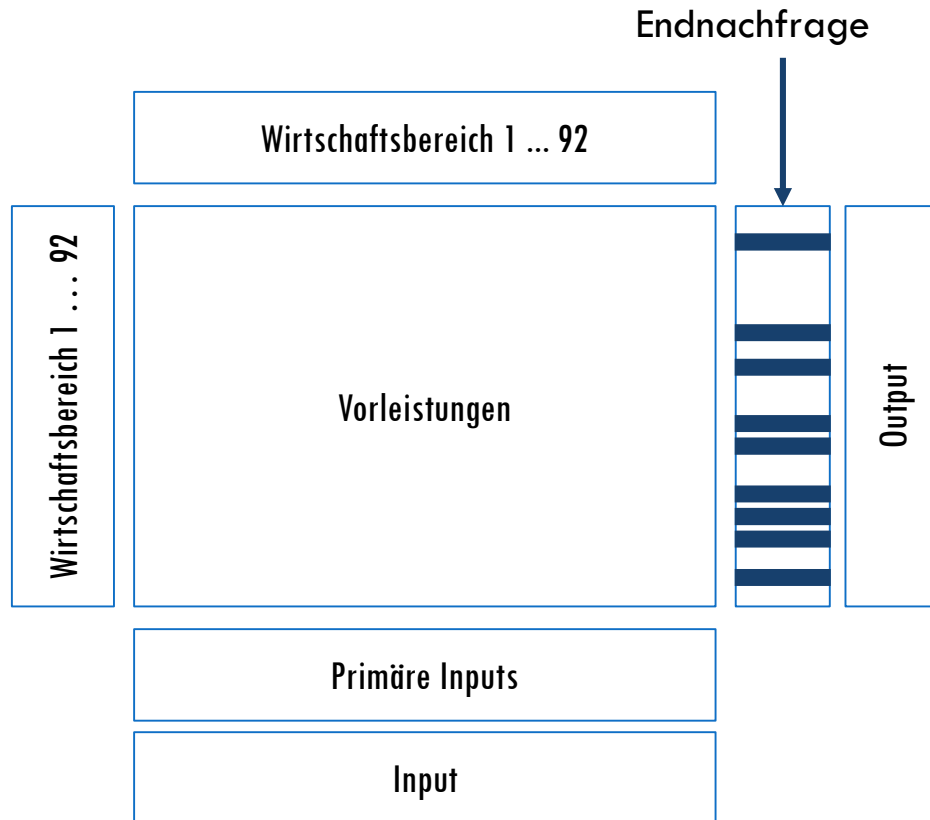 Endnachfrage
Wirtschaftsbereich 1 ... 92
Wirtschaftsbereich 1 ... 92
Vorleistungen
Output
Primäre Inputs
Input